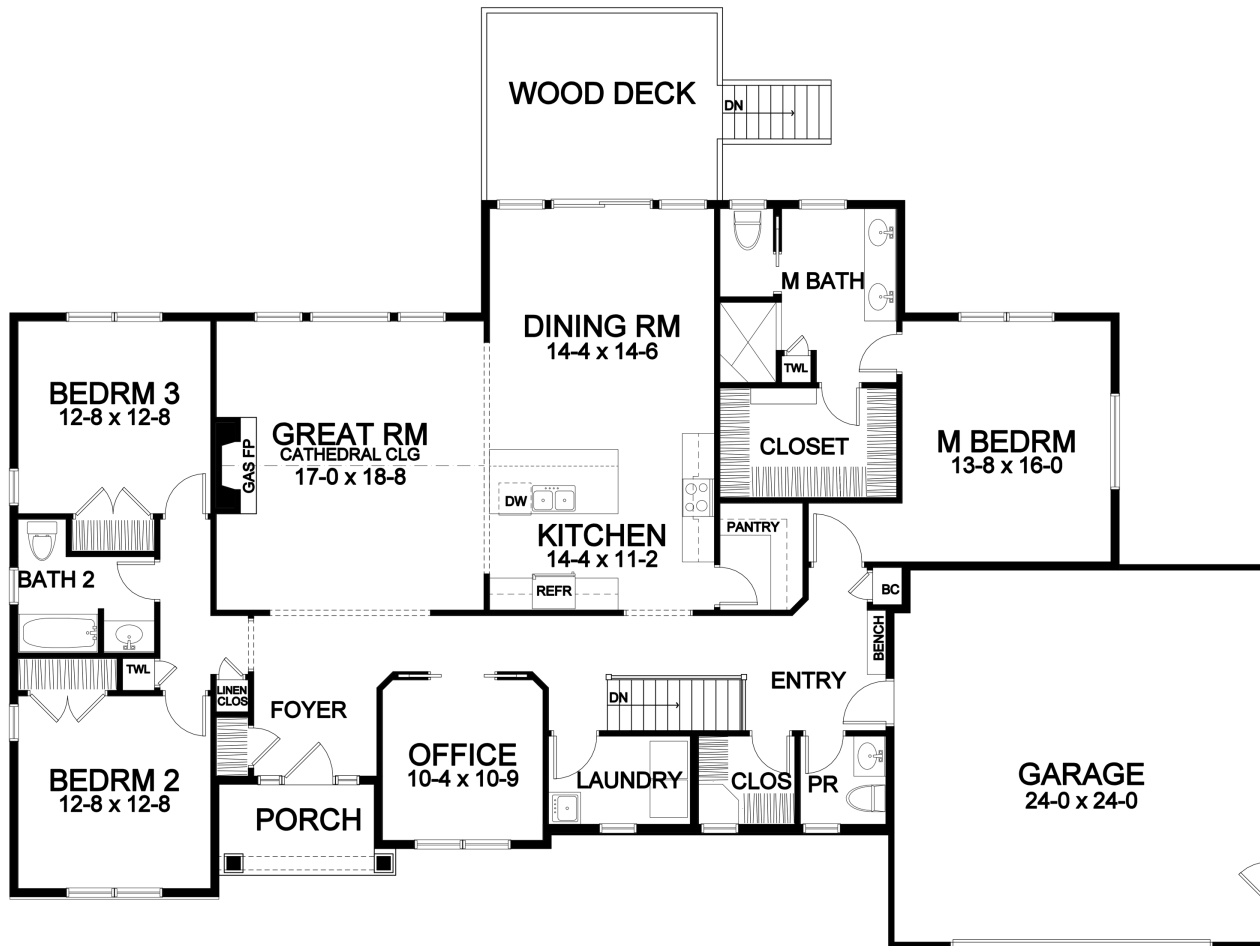 WOOD DECK
DN
M BATH
DINING RM
14-4 x 14-6
TWL
BEDRM 3
12-8 x 12-8
GREAT RM
CATHEDRAL CLG
17-0 x 18-8
GAS FP
CLOSET
M BEDRM
13-8 x 16-0
DW
KITCHEN
14-4 x 11-2
REFR
PANTRY
BATH 2
BC
BENCH
TWL
LINEN
CLOS
FOYER
DN
ENTRY
OFFICE
10-4 x 10-9
BEDRM 2
12-8 x 12-8
PORCH
LAUNDRY
CLOS
PR
GARAGE
24-0 x 24-0